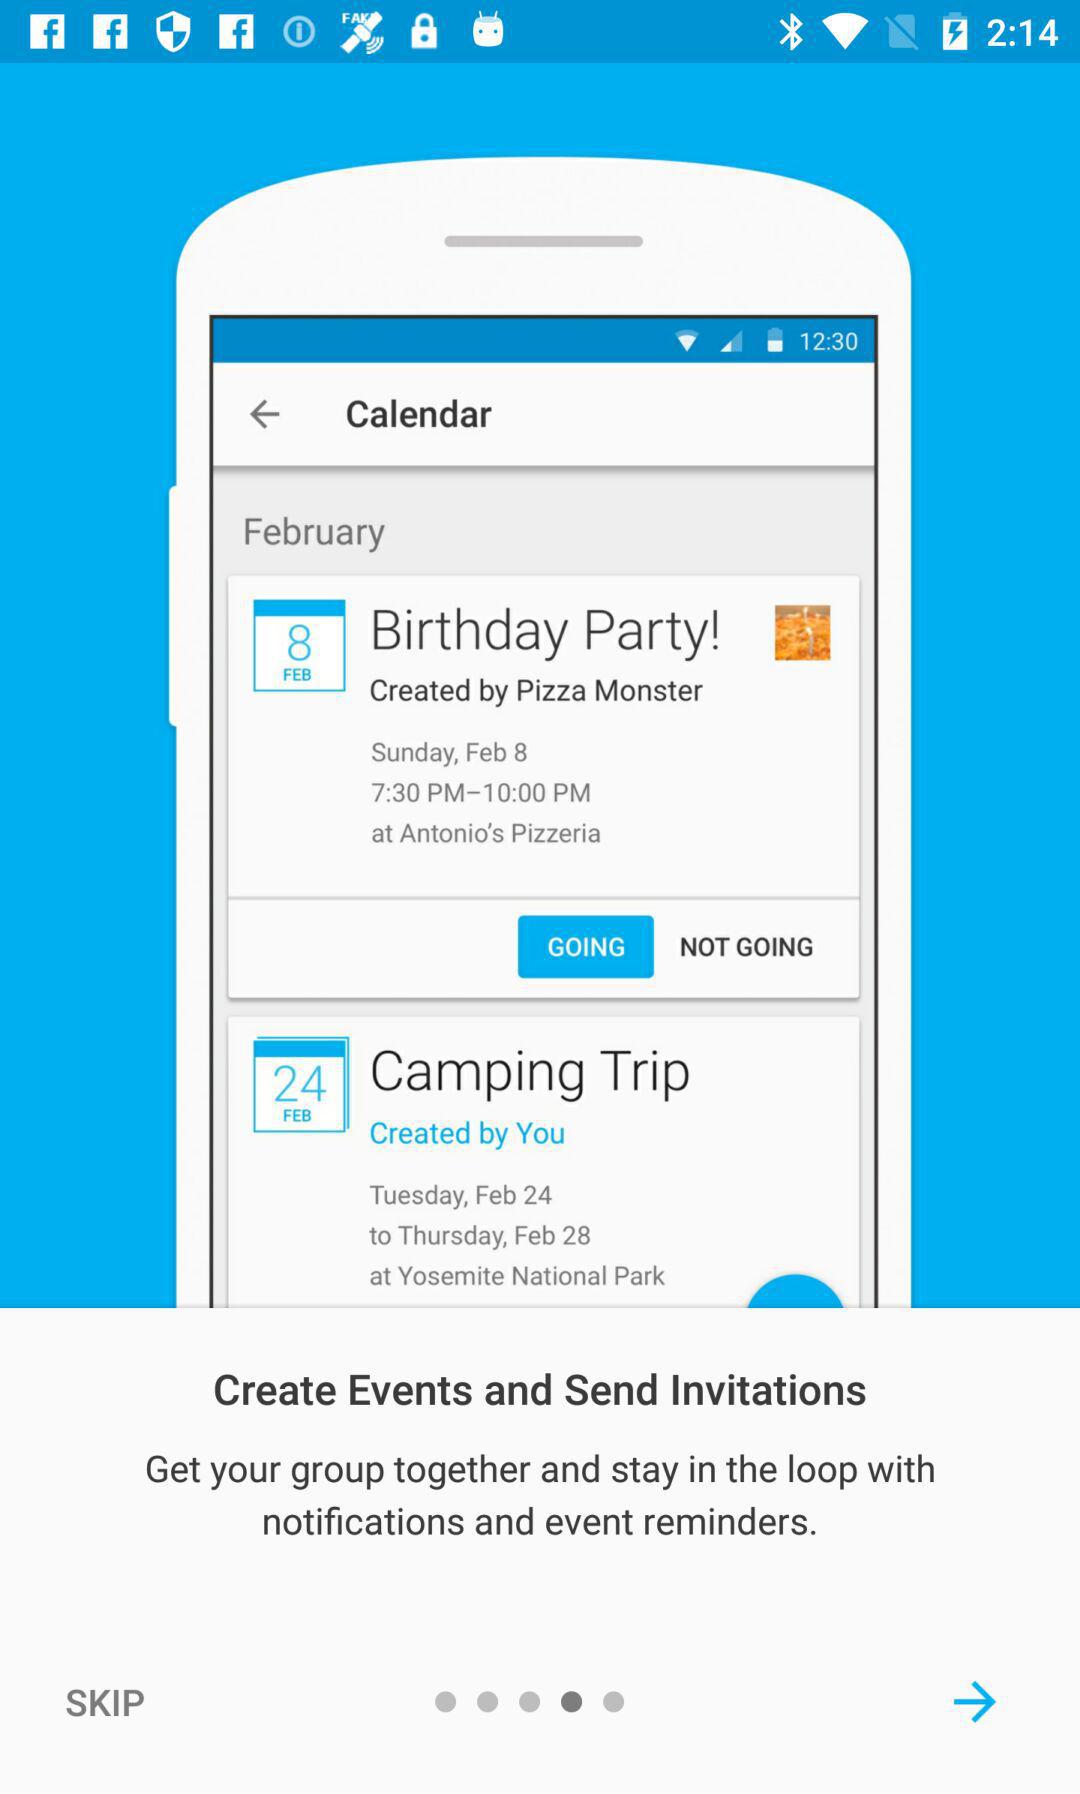 FAKE
2:14
12:30
Calendar
February
8
FEB
Birthday Party!
Created by Pizza Monster
Sunday, Feb 8
7:30 PM–10:00 PM
at Antonio's Pizzeria
GOING NOT GOING
24
FEB
Camping Trip
Created by You
Tuesday, Feb 24
to Thursday, Feb 28
at Yosemite National Park
Create Events and Send Invitations
Get your group together and stay in the loop with
notifications and event reminders.
SKIP